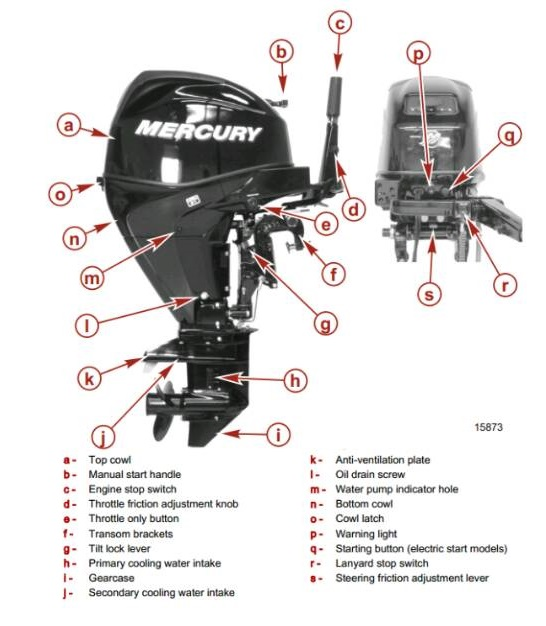 c
b
p
a
MERCURY
q
o
d
n
e
m
f
r
s
l
g
k
h
j
i
15873
a - Top cowl
b - Manual start handle
c - Engine stop switch
d - Throttle friction adjustment knob
e - Throttle only button
f - Transom brackets
g - Tilt lock lever
h - Primary cooling water intake
i - Gearcase
j - Secondary cooling water intake
k - Anti-ventilation plate
l - Oil drain screw
m - Water pump indicator hole
n - Bottom cowl
o - Cowl latch
p - Warning light
q - Starting button (electric start models)
r - Lanyard stop switch
s - Steering friction adjustment lever